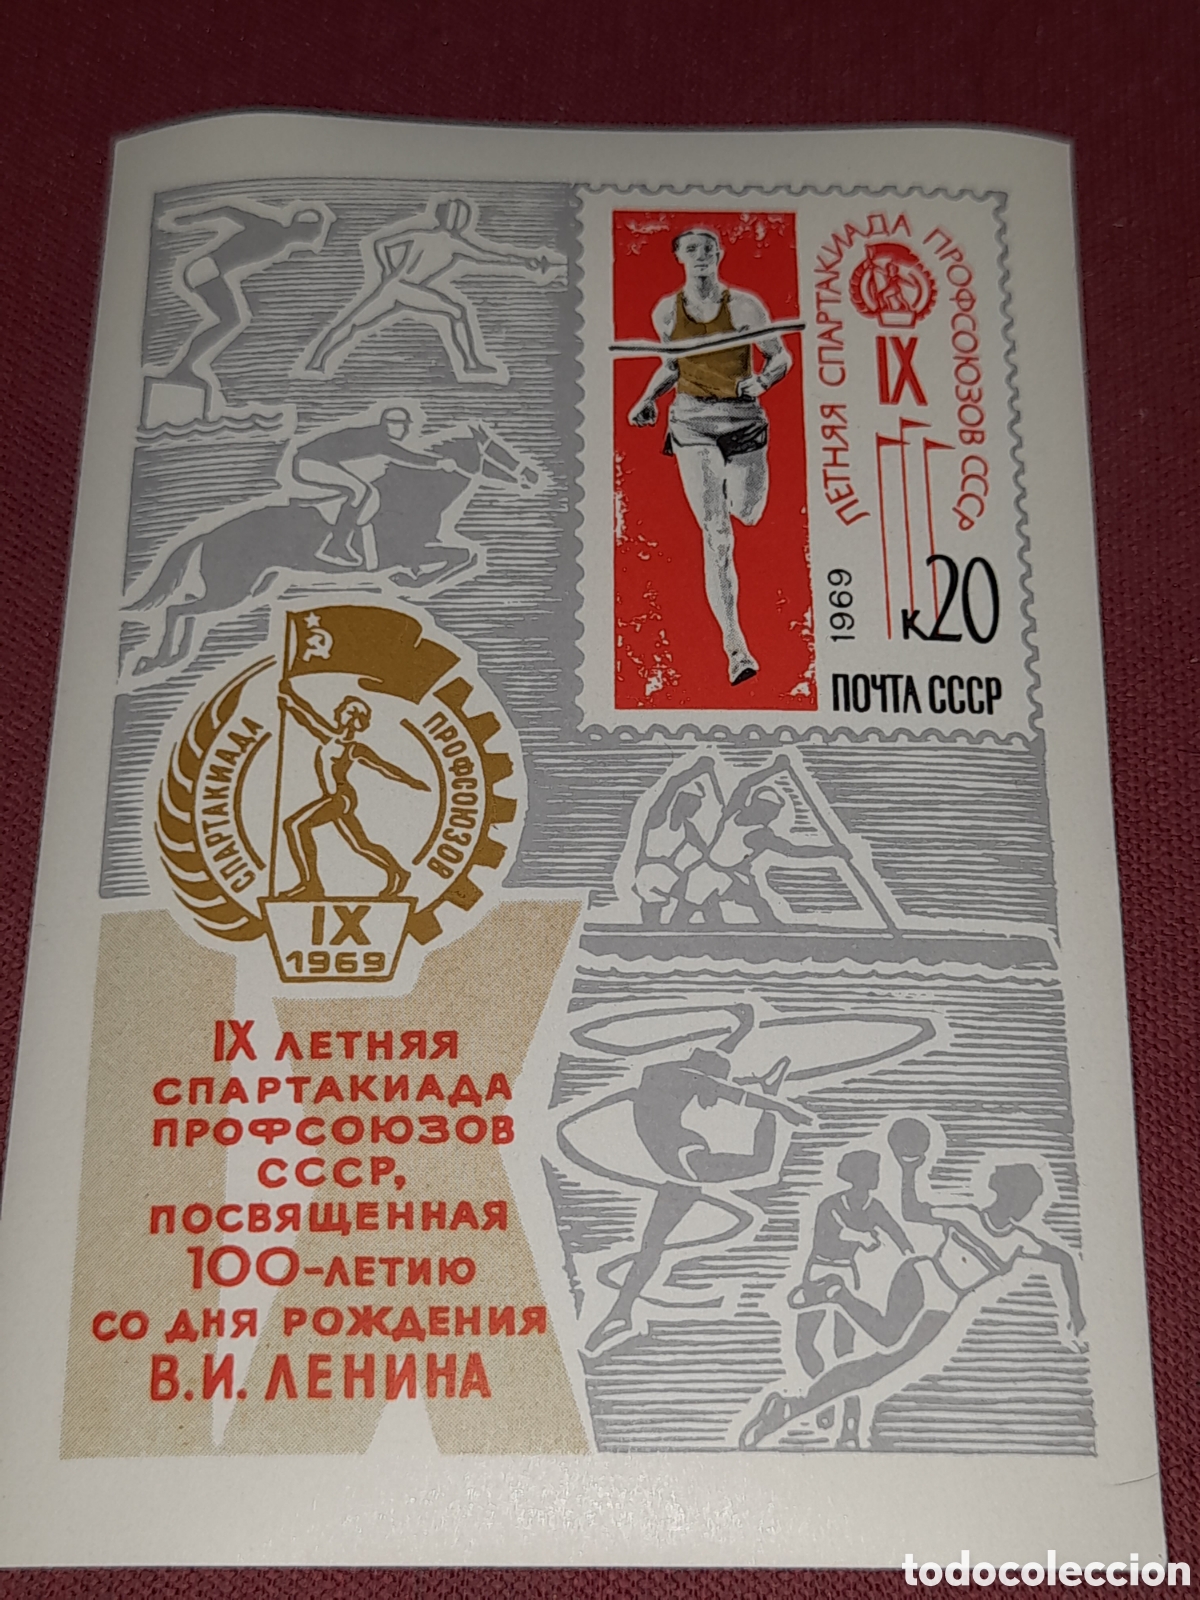 ЛЕТНЯЯ СПАРТАКИАДА ПРОФСОЮЗОВ СССР
IX
1969
к20
ПОЧТА СССР
СПАРТАКИАДА
ПРОФСОЮЗОВ
IX
1969
IX ЛЕТНЯЯ
СПАРТАКИАДА
ПРОФСОЮЗОВ
СССР,
ПОСВЯЩЕННАЯ
100-ЛЕТИЮ
СО ДНЯ РОЖДЕНИЯ
В.И. ЛЕНИНА
todocoleccion